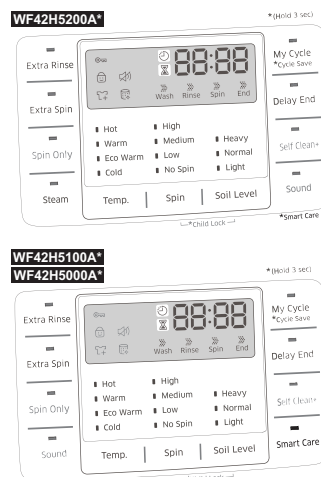 WF42H5200A*
*(Hold 3 sec)
Extra Rinse
Extra Spin
Spin Only
Steam
88:88
Wash Rinse Spin End
Hot
Warm
Eco Warm
Cold
High
Medium
Low
No Spin
Heavy
Normal
Light
Temp. Spin Soil Level
*Child Lock
My Cycle
*Cycle Save
Delay End
Self Clean+
Sound
*Smart Care
WF42H5100A*
WF42H5000A*
*(Hold 3 sec)
Extra Rinse
Extra Spin
Spin Only
Sound
88:88
Wash Rinse Spin End
Hot
Warm
Eco Warm
Cold
High
Medium
Low
No Spin
Heavy
Normal
Light
Temp. Spin Soil Level
My Cycle
*Cycle Save
Delay End
Self Clean+
Smart Care